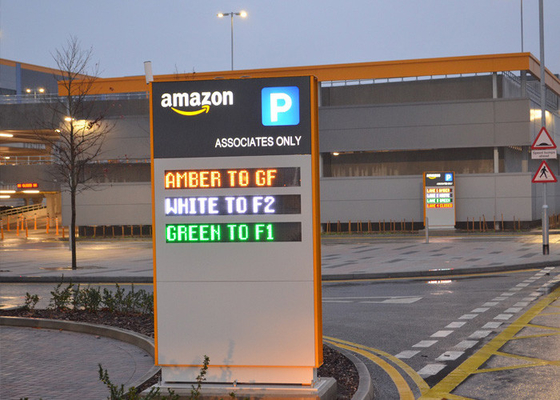 amazon
P
ASSOCIATES ONLY
AMBER TO GF
WHITE TO F2
GREEN TO F1